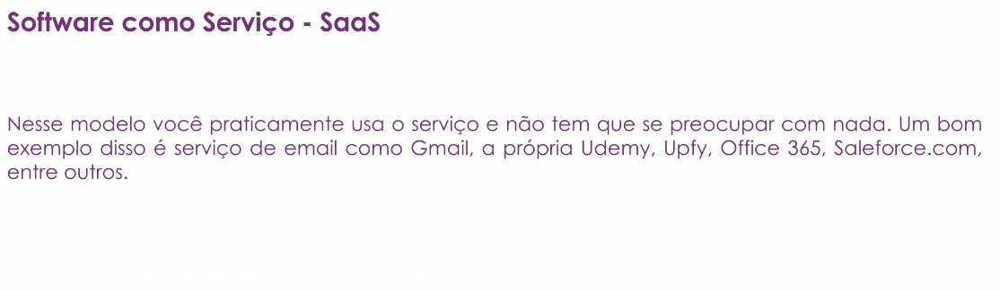 Software como Serviço - SaaS
Nesse modelo você praticamente usa o serviço e não tem que se preocupar com nada. Um bom
exemplo disso é serviço de email como Gmail, a própria Udemy, Upfy, Office 365, Saleforce.com,
entre outros.